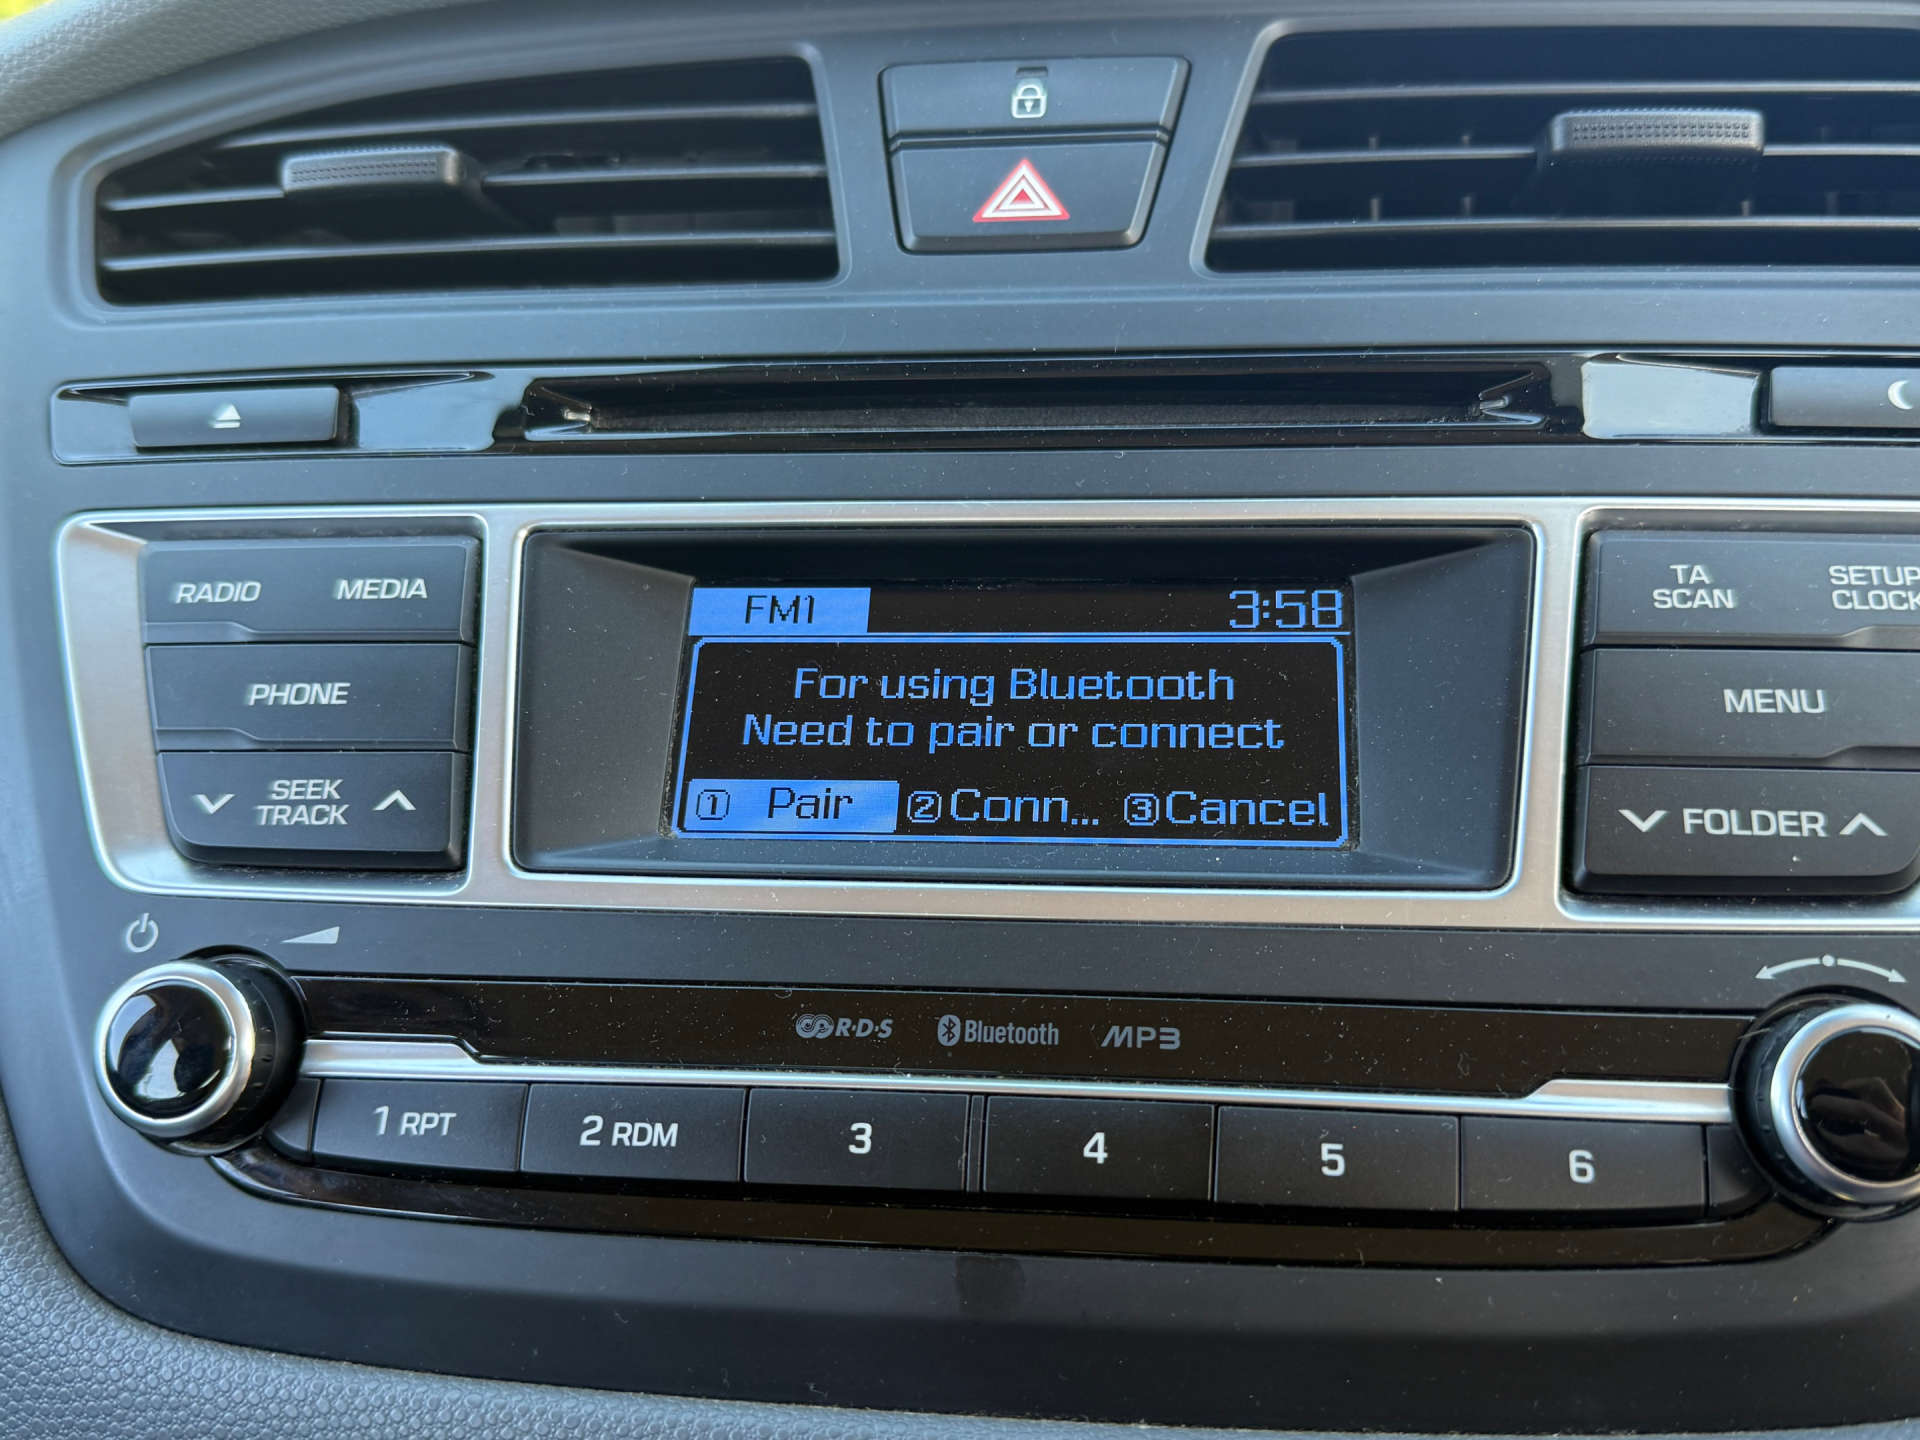 RADIO MEDIA
PHONE
SEEK
TRACK
FM1 3:58
For using Bluetooth
Need to pair or connect
① Pair ②Conn... ③Cancel
TA
SCAN
SETUP
CLOCK
MENU
FOLDER
R·D·S Bluetooth MP3
1 RPT 2 RDM 3 4 5 6